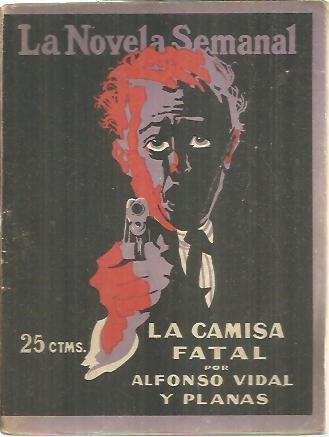 La Novela Semanal
25 CTMS.
LA CAMISA
FATAL
POR
ALFONSO VIDAL
Y PLANAS